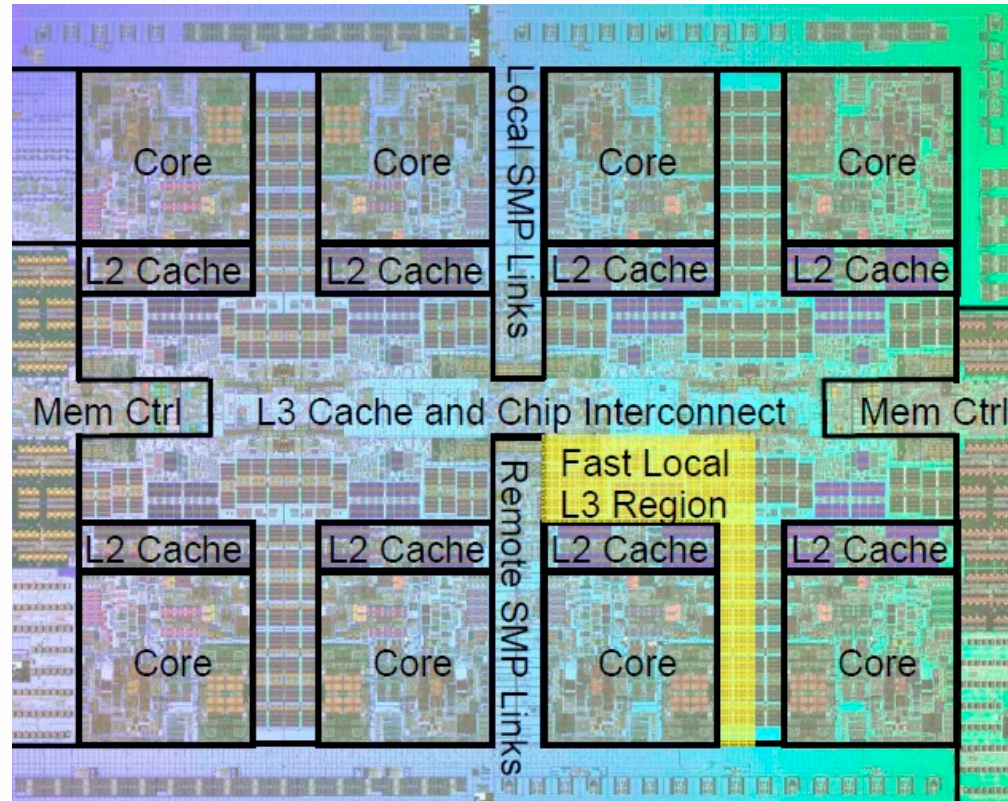 Core
Core
Local SMP Links
Core
Core
L2 Cache
L2 Cache
L2 Cache
L2 Cache
Mem Ctrl
L3 Cache and Chip Interconnect
Mem Ctrl
Fast Local
L3 Region
L2 Cache
L2 Cache
Remote SMP Links
L2 Cache
L2 Cache
Core
Core
Core
Core